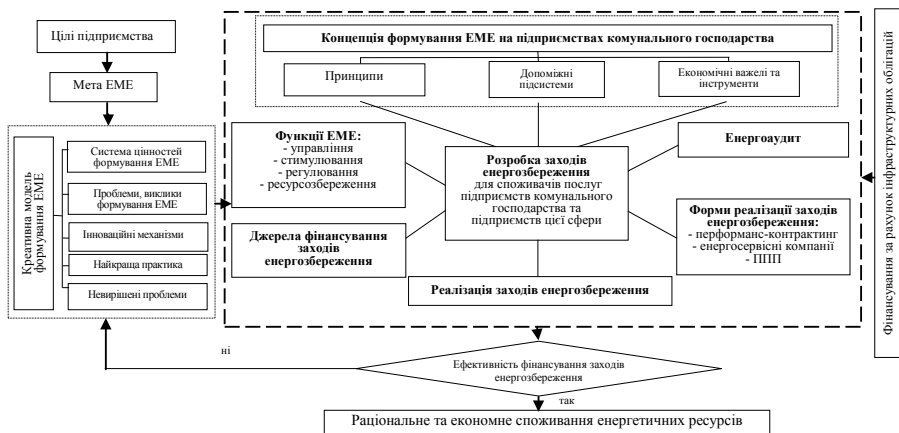 Цілі підприємства
Мета ЕМЕ
Креативна модель
формування ЕМЕ
Система цінностей
формування ЕМЕ
Проблеми, виклики
формування ЕМЕ
Інноваційні механізми
Найкраща практика
Невирішені проблеми
Концепція формування ЕМЕ на підприємствах комунального господарства
Принципи
Допоміжні
підсистеми
Економічні важелі та
інструменти
Функції ЕМЕ:
- управління
- стимулювання
- регулювання
- ресурсозбереження
Розробка заходів
енергозбереження
для споживачів послуг
підприємств комунального
господарства та
підприємств цієї сфери
Енергоаудит
Джерела фінансування
заходів
енергозбереження
Форми реалізації заходів
енергозбереження:
- перформанс-контрактинг
- енергосервісні компанії
- ППП
Реалізація заходів енергозбереження
Фінансування за рахунок інфраструктурних облігацій
ні
Ефективність фінансування заходів
енергозбереження
так
Раціональне та економне споживання енергетичних ресурсів